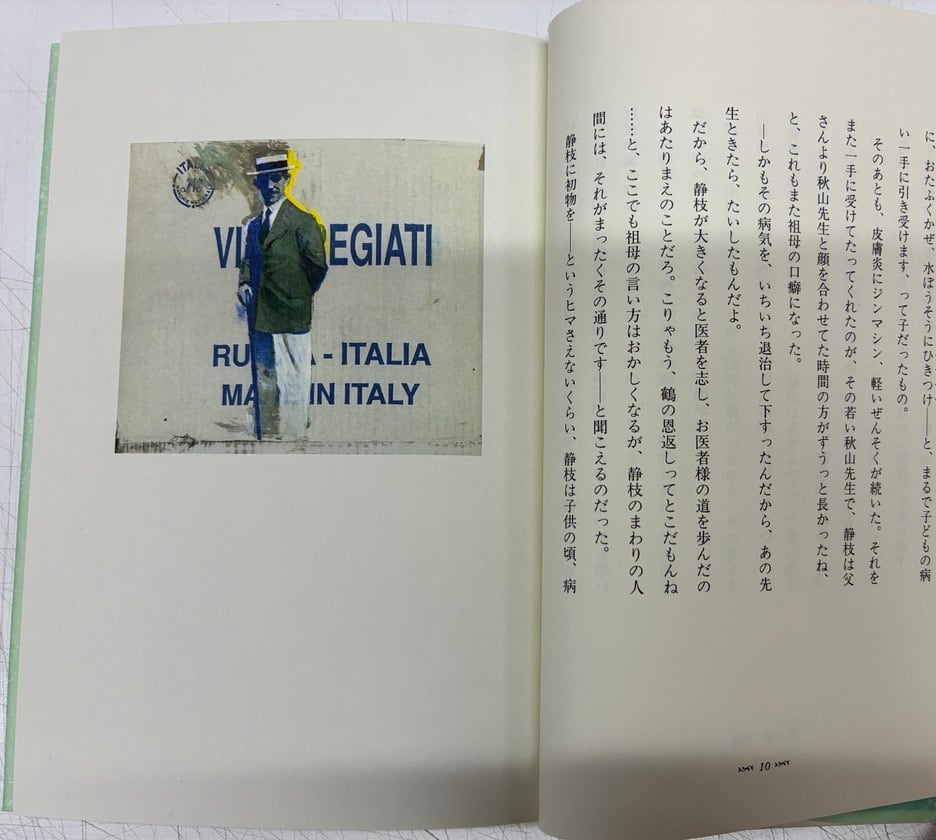 に、おたふくかぜ、水ぼうそうにひきつけ――と、まるで子どもの病
い一手に引き受けます、って子だったもの。
そのあとも、皮膚炎にジンマシン、軽いぜんそくが続いた。それを
また一手に受けてたってくれたのが、その若い秋山先生で、静枝は父
さんより秋山先生と顔を合わせてた時間の方がずうっと長かったね、
と、これもまた祖母の口癖になった。
―しかもその病気を、いちいち退治して下すったんだから、あの先
生ときたら、たいしたもんだよ。
だから、静枝が大きくなると医者を志し、お医者様の道を歩んだの
はあたりまえのことだろ。こりゃもう、鶴の恩返しってとこだもんね
……と、ここでも祖母の言い方はおかしくなるが、静枝のまわりの人
間には、それがまったくその通りです――と聞こえるのだった。
静枝に初物を――というヒマさえないくらい、静枝は子供の頃、病
10
ITALIA
VI EGIATI
RU A - ITALIA
MA IN ITALY